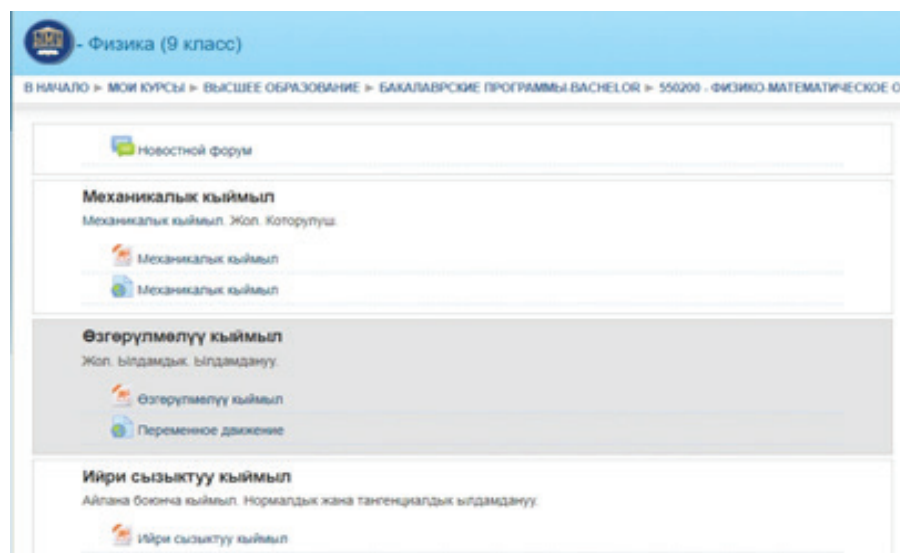 - Физика (9 класс)
В НАЧАЛО ► МОИ КУРСЫ ► ВЫСШЕЕ ОБРАЗОВАНИЕ ► БАКАЛАВРСКИЕ ПРОГРАММЫ-BACHELOR ► 550200 - ФИЗИКО-МАТЕМАТИЧЕСКОЕ О
Новостной форум
Механикалык кыймыл
Механикалык кыймыл. Жол. Которулуш.
Механикалык кыймыл
Механикалык кыймыл
Өзгөрүлмөлүү кыймыл
Жол. Ылдамдык. Ылдамдануу.
Өзгөрүлмөлүү кыймыл
Переменное движение
Ийри сызыктуу кыймыл
Айлана боюнча кыймыл. Нормалдык жана тангенциалдык ылдамдануу.
Ийри сызыктуу кыймыл